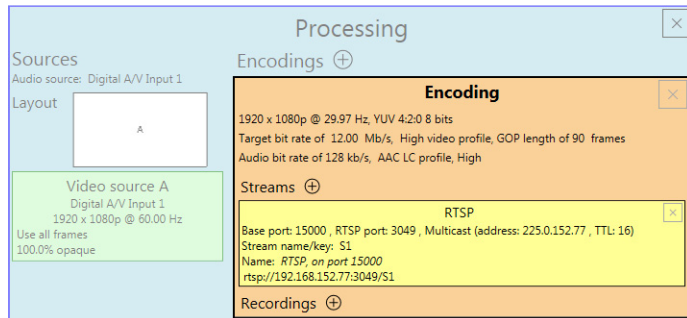 Processing
Sources
Audio source: Digital A/V Input 1
Layout
A
Video source A
Digital A/V Input 1
1920 x 1080p @ 60.00 Hz
Use all frames
100.0% opaque
Encodings
Encoding
1920 x 1080p @ 29.97 Hz, YUV 4:2:0 8 bits
Target bit rate of 12.00 Mb/s, High video profile, GOP length of 90 frames
Audio bit rate of 128 kb/s, AAC LC profile, High
Streams
RTSP
Base port: 15000 , RTSP port: 3049 , Multicast (address: 225.0.152.77 , TTL: 16)
Stream name/key: S1
Name: RTSP, on port 15000
rtsp://192.168.152.77:3049/S1
Recordings